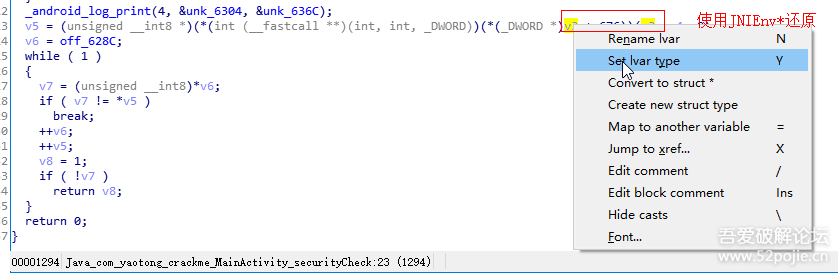 _android_log_print(4, &unk_6304, &unk_636C);
使用JNIEnv*还原
v5 = (unsigned __int8 *)(*(int (__fastcall **)(int, int, _DWORD))(*(_DWORD *)
v6 = off_628C;
while ( 1 )
{
v7 = (unsigned __int8)*v6;
if ( v7 != *v5 )
break;
++v6;
++v5;
v8 = 1;
if ( !v7 )
return v8;
}
return 0;
}
Rename lvar N
Set lvar type Y
Convert to struct *
Create new struct type
Map to another variable =
Jump to xref... X
Edit comment /
Edit block comment Ins
Hide casts \
Font...
00001294 Java_com_yaotong_crackme_MainActivity_securityCheck:23 (1294)
吾爱破解论坛
www.52pojie.cn